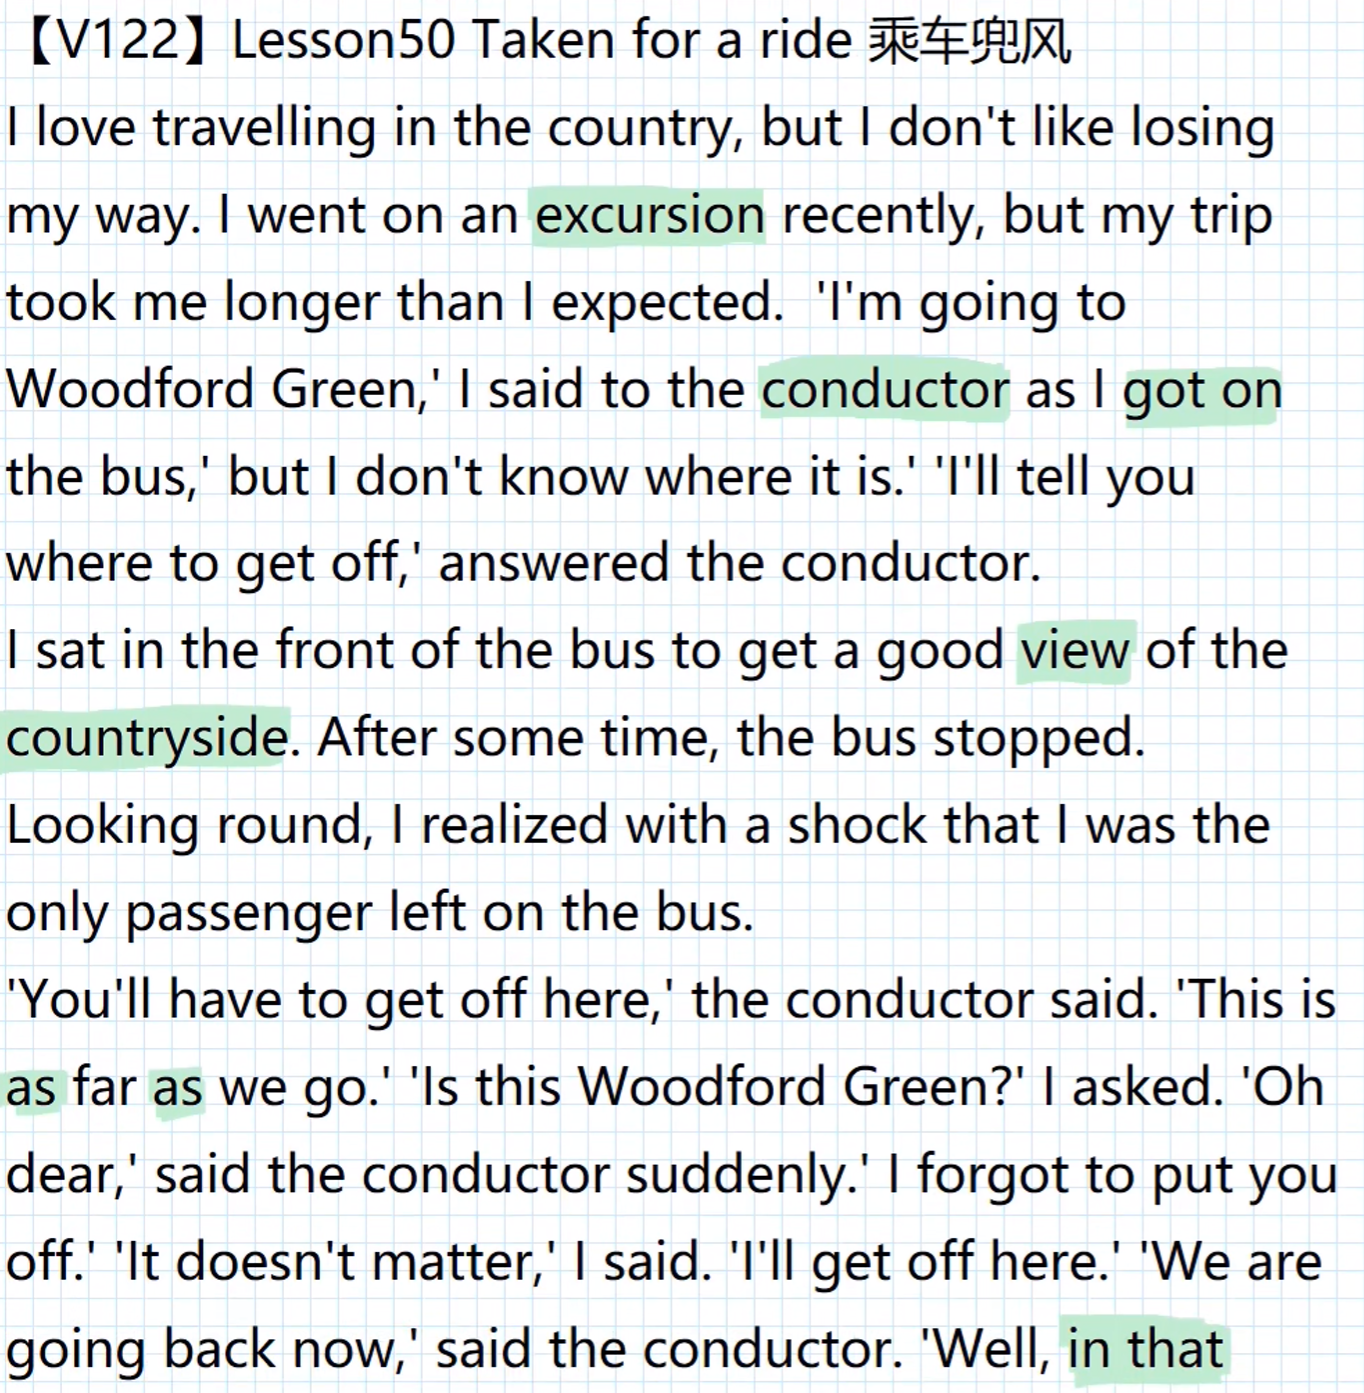 【V122】Lesson50 Taken for a ride 乘车兜风
I love travelling in the country, but I don't like losing
my way. I went on an excursion recently, but my trip
took me longer than I expected.  'I'm going to
Woodford Green,' I said to the conductor as I got on
the bus,' but I don't know where it is.' 'I'll tell you
where to get off,' answered the conductor.
I sat in the front of the bus to get a good view of the
countryside. After some time, the bus stopped.
Looking round, I realized with a shock that I was the
only passenger left on the bus.
'You'll have to get off here,' the conductor said. 'This is
as far as we go.' 'Is this Woodford Green?' I asked. 'Oh
dear,' said the conductor suddenly.' I forgot to put you
off.' 'It doesn't matter,' I said. 'I'll get off here.' 'We are
going back now,' said the conductor. 'Well, in that